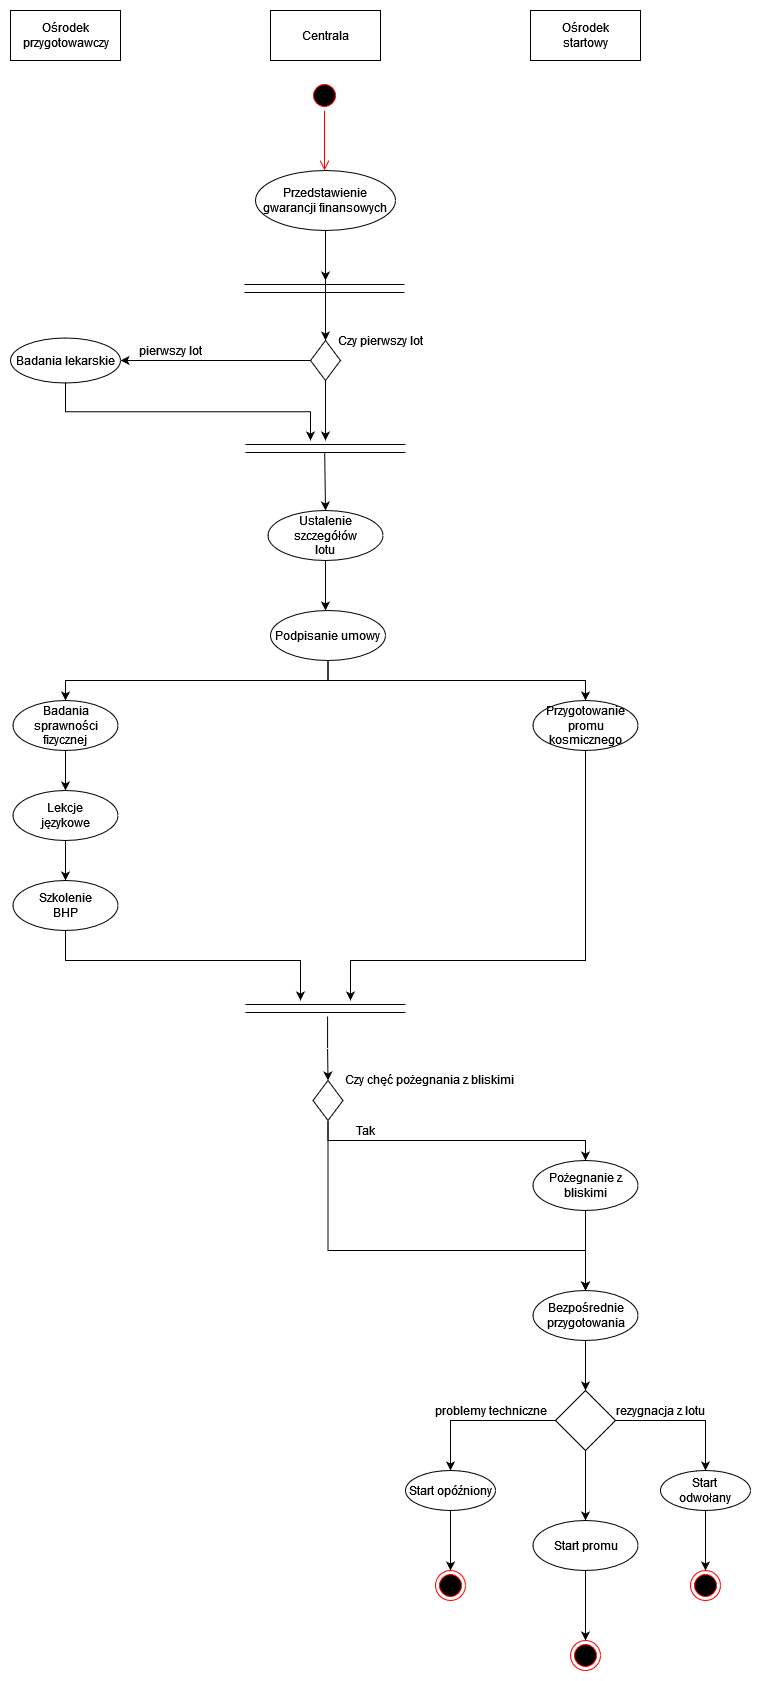 Ośrodek
przygotowawczy
Centrala
Ośrodek
startowy
Przedstawienie
gwarancji finansowych
Czy pierwszy lot
pierwszy lot
Badania lekarskie
Ustalenie
szczegółów
lotu
Podpisanie umowy
Badania
sprawności
fizycznej
Przygotowanie
promu
kosmicznego
Lekcje
językowe
Szkolenie
BHP
Czy chęć pożegnania z bliskimi
Tak
Pożegnanie z
bliskimi
Bezpośrednie
przygotowania
problemy techniczne
rezygnacja z lotu
Start opóźniony
Start
odwołany
Start promu